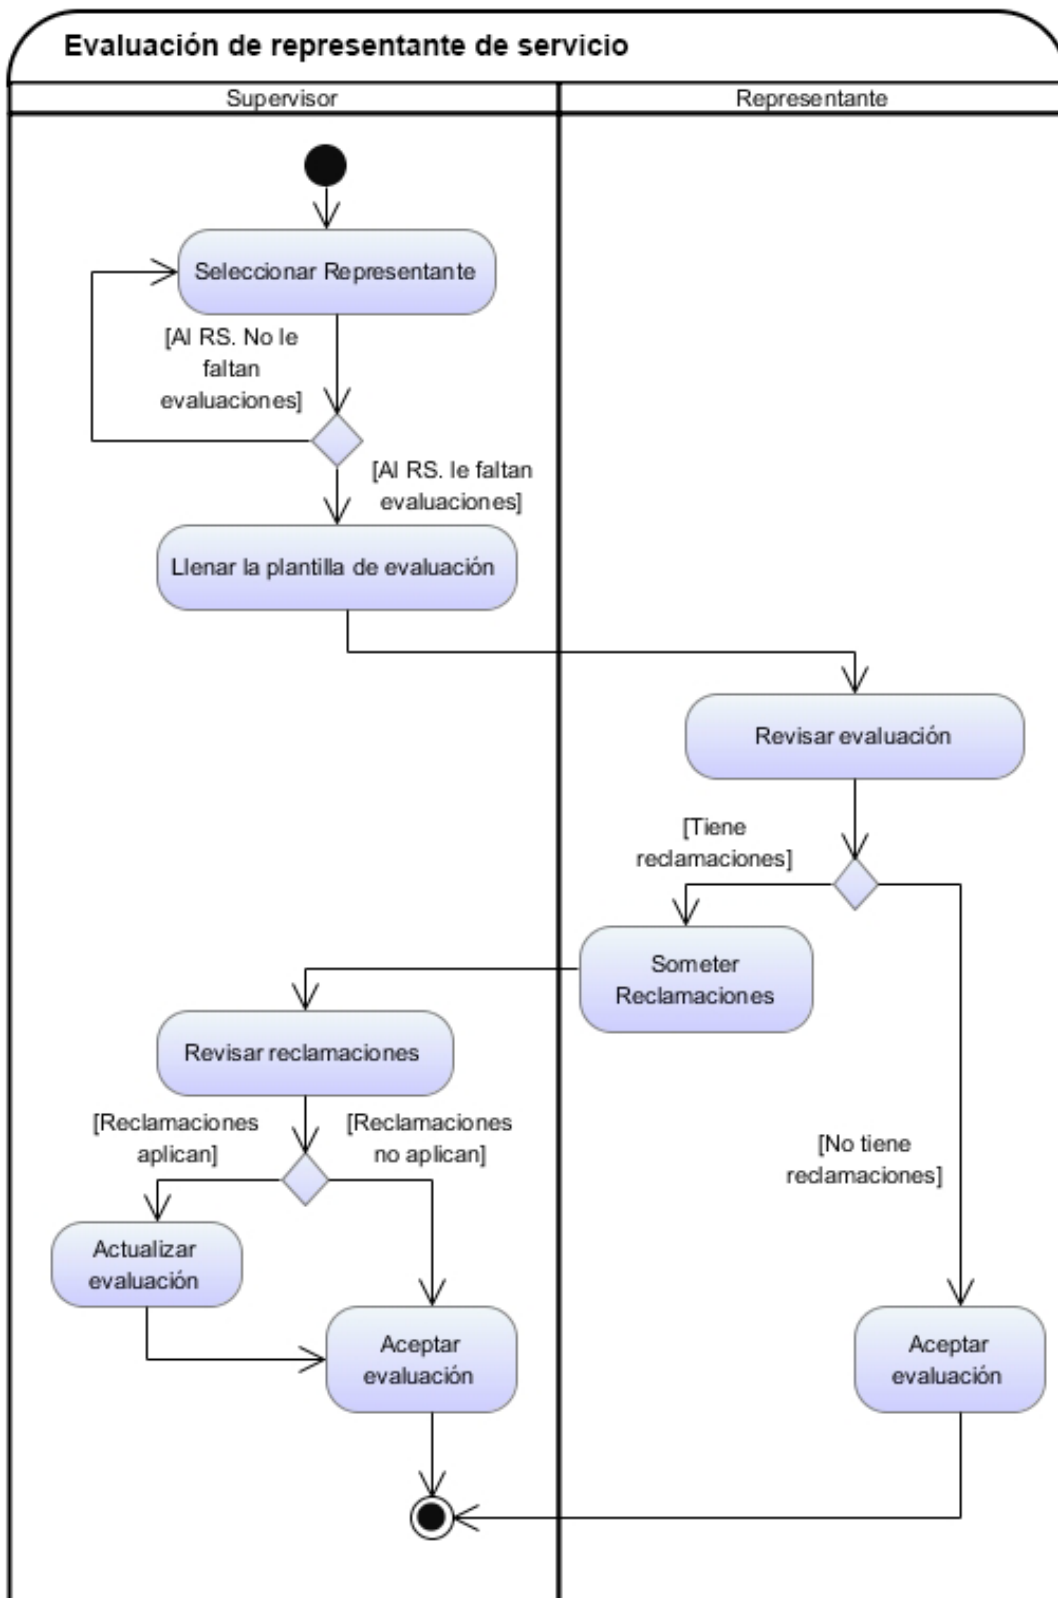 Evaluación de representante de servicio
Supervisor
Representante
Seleccionar Representante
[Al RS. No le
faltan
evaluaciones]
[Al RS. le faltan
evaluaciones]
Llenar la plantilla de evaluación
Revisar evaluación
[Tiene
reclamaciones]
Someter
Reclamaciones
Revisar reclamaciones
[Reclamaciones
aplican]
[Reclamaciones
no aplican]
[No tiene
reclamaciones]
Actualizar
evaluación
Aceptar
evaluación
Aceptar
evaluación